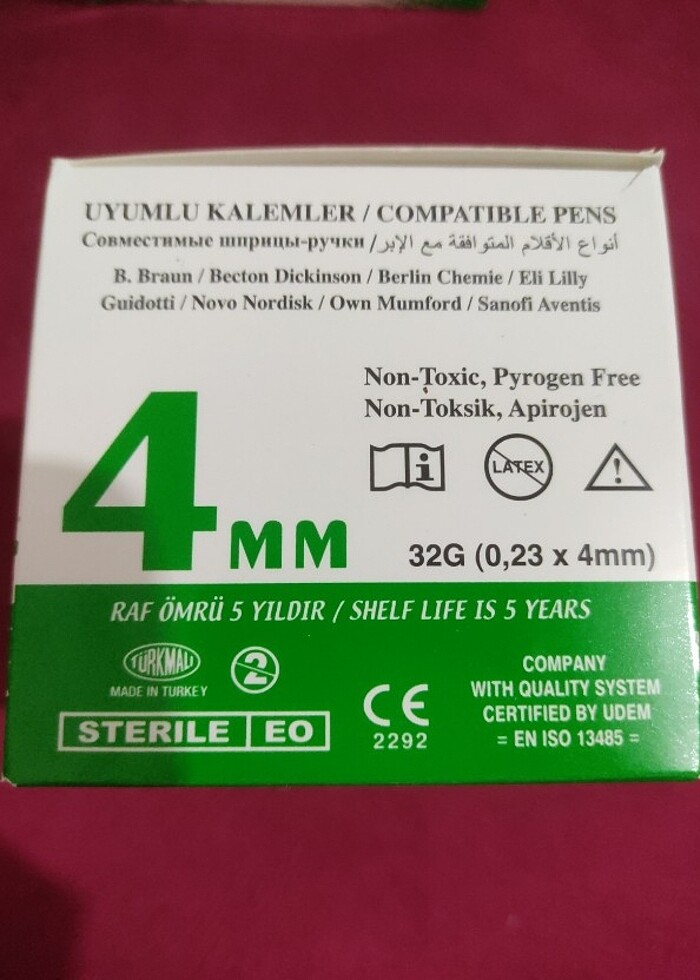 UYUMLU KALEMLER / COMPATIBLE PENS
Совместимые шприцы-ручки / أنواع الأقلام المتوافقة مع الإبر
B. Braun / Becton Dickinson / Berlin Chemie / Eli Lilly
Guidotti / Novo Nordisk / Own Mumford / Sanofi Aventis
Non-Toxic, Pyrogen Free
Non-Toksik, Apirojen
LATEX
4 MM
32G (0,23 x 4mm)
RAF ÖMRÜ 5 YILDIR / SHELF LIFE IS 5 YEARS
TÜRKMALI
MADE IN TURKEY
2
STERILE EO
CE
2292
COMPANY
WITH QUALITY SYSTEM
CERTIFIED BY UDEM
= EN ISO 13485 =